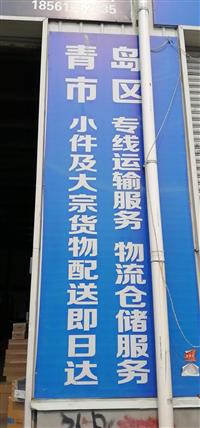 青岛
市区
小件及大宗货物配送即日达
专线运输服务 物流仓储服务